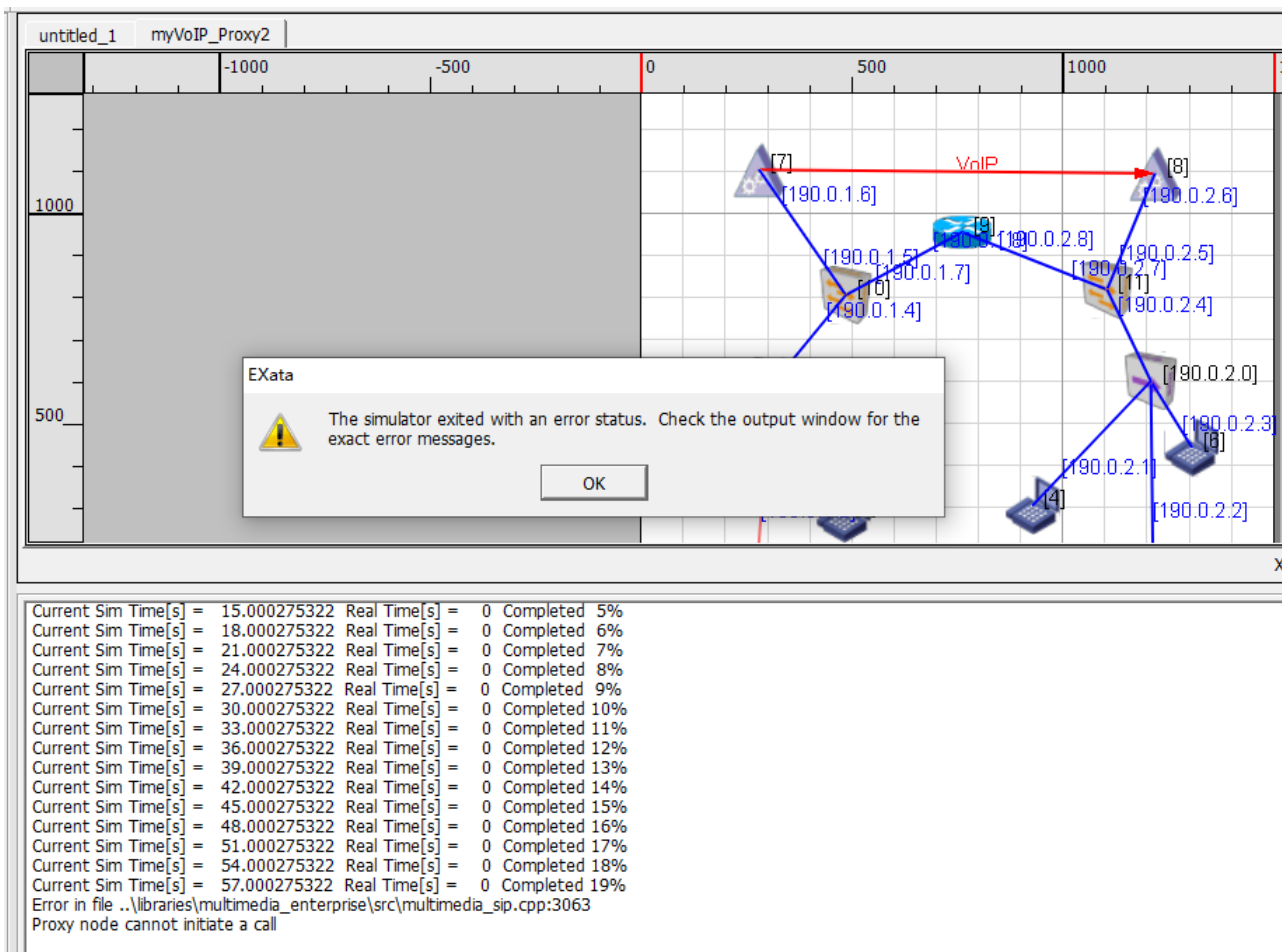 untitled_1 myVoIP_Proxy2
-1000 -500 0 500 1000
1000
500
VoIP
[7]
[8]
[190.0.1.6]
[190.0.2.6]
[9]
[190.0.2.8]
[190.0.1.5]
[190.0.2.5]
[190.0.1.7]
[190.0.2.7]
[10]
[11]
[190.0.1.4]
[190.0.2.4]
[190.0.2.0]
[190.0.2.3]
[6]
[190.0.2.1]
[4]
[190.0.2.2]
EXata
The simulator exited with an error status. Check the output window for the
exact error messages.
OK
X
Current Sim Time[s] = 15.000275322 Real Time[s] = 0 Completed 5%
Current Sim Time[s] = 18.000275322 Real Time[s] = 0 Completed 6%
Current Sim Time[s] = 21.000275322 Real Time[s] = 0 Completed 7%
Current Sim Time[s] = 24.000275322 Real Time[s] = 0 Completed 8%
Current Sim Time[s] = 27.000275322 Real Time[s] = 0 Completed 9%
Current Sim Time[s] = 30.000275322 Real Time[s] = 0 Completed 10%
Current Sim Time[s] = 33.000275322 Real Time[s] = 0 Completed 11%
Current Sim Time[s] = 36.000275322 Real Time[s] = 0 Completed 12%
Current Sim Time[s] = 39.000275322 Real Time[s] = 0 Completed 13%
Current Sim Time[s] = 42.000275322 Real Time[s] = 0 Completed 14%
Current Sim Time[s] = 45.000275322 Real Time[s] = 0 Completed 15%
Current Sim Time[s] = 48.000275322 Real Time[s] = 0 Completed 16%
Current Sim Time[s] = 51.000275322 Real Time[s] = 0 Completed 17%
Current Sim Time[s] = 54.000275322 Real Time[s] = 0 Completed 18%
Current Sim Time[s] = 57.000275322 Real Time[s] = 0 Completed 19%
Error in file ..\libraries\multimedia_enterprise\src\multimedia_sip.cpp:3063
Proxy node cannot initiate a call